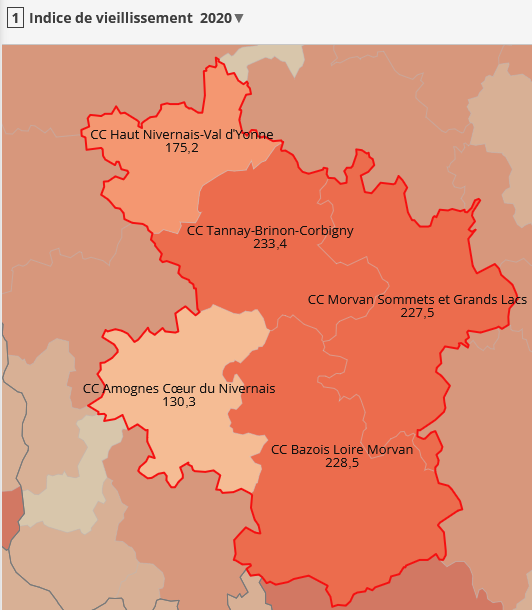 1 Indice de vieillissement 2020▼
CC Haut Nivernais-Val d'Yonne
175,2
CC Tannay-Brinon-Corbigny
233,4
CC Morvan Sommets et Grands Lacs
227,5
CC Amognes Cœur du Nivernais
130,3
CC Bazois Loire Morvan
228,5